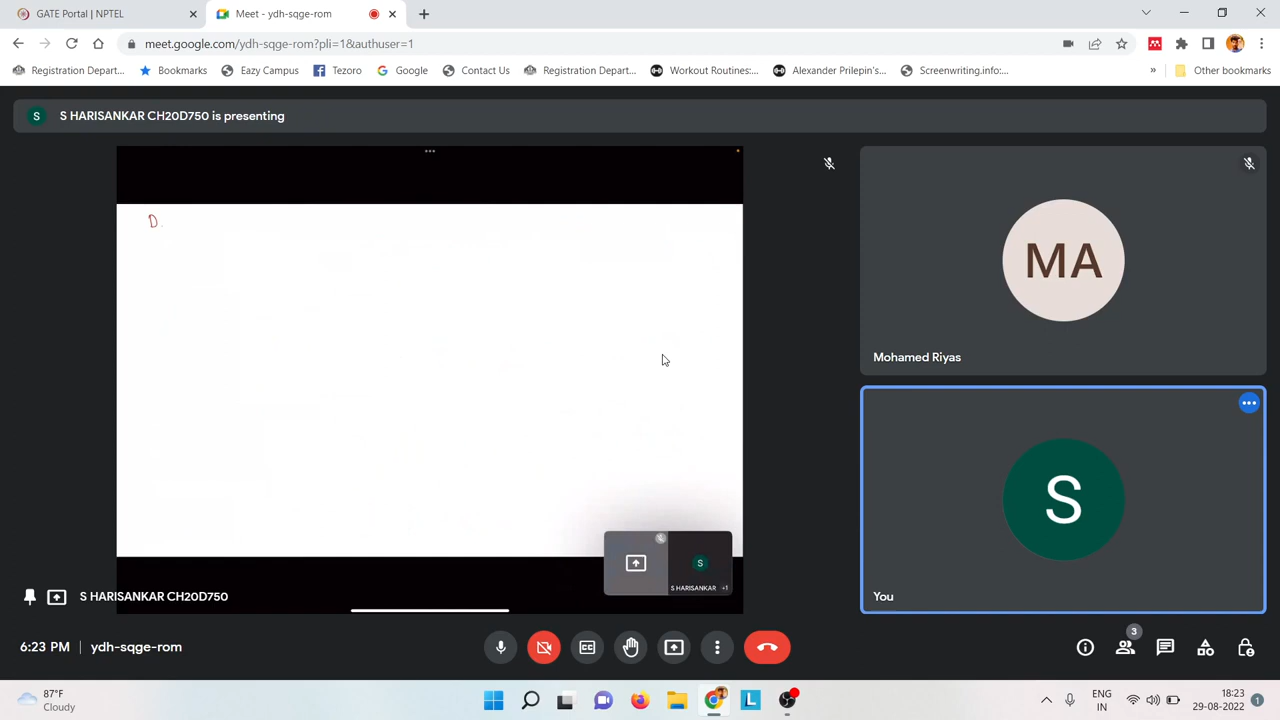 GATE Portal | NPTEL
Meet - ydh-sqge-rom
meet.google.com/ydh-sqge-rom?pli=1&authuser=1
Registration Depart...
Bookmarks
Eazy Campus
Tezoro
Google
Contact Us
Registration Depart...
Workout Routines:...
Alexander Prilepin's...
Screenwriting.info:...
»
Other bookmarks
S
S HARISANKAR CH20D750 is presenting
D.
MA
Mohamed Riyas
S
S HARISANKAR +1
S
You
S HARISANKAR CH20D750
6:23 PM | ydh-sqge-rom
3
87°F
Cloudy
L
ENG
IN
18:23
29-08-2022
1